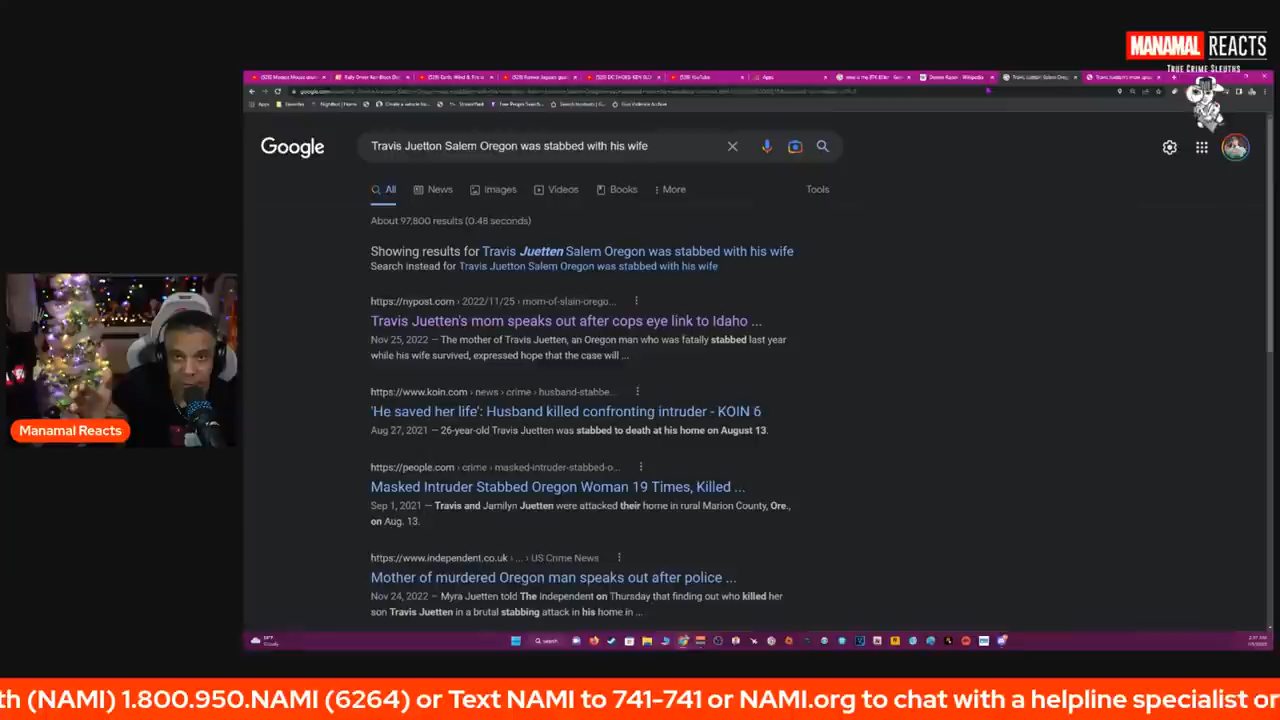 MANAMAL REACTS
TRUE CRIME SLEUTHS
Google
Travis Juetton Salem Oregon was stabbed with his wife
All News Images Videos Books More Tools
About 97,800 results (0.48 seconds)
Showing results for Travis Juetten Salem Oregon was stabbed with his wife
Search instead for Travis Juetton Salem Oregon was stabbed with his wife
https://nypost.com › 2022/11/25 › mom-of-slain-orego...
Travis Juetten's mom speaks out after cops eye link to Idaho ...
Nov 25, 2022 — The mother of Travis Juetten, an Oregon man who was fatally stabbed last year
while his wife survived, expressed hope that the case will ...
https://www.koin.com › news › crime › husband-stabbe...
'He saved her life': Husband killed confronting intruder - KOIN 6
Aug 27, 2021 — 26-year-old Travis Juetten was stabbed to death at his home on August 13.
https://people.com › crime › masked-intruder-stabbed-o...
Masked Intruder Stabbed Oregon Woman 19 Times, Killed ...
Sep 1, 2021 — Travis and Jamilyn Juetten were attacked their home in rural Marion County, Ore.,
on Aug. 13.
https://www.independent.co.uk › ... › US Crime News
Mother of murdered Oregon man speaks out after police ...
Nov 24, 2022 — Myra Juetten told The Independent on Thursday that finding out who killed her
son Travis Juetten in a brutal stabbing attack in his home in ...
Manamal Reacts
th (NAMI) 1.800.950.NAMI (6264) or Text NAMI to 741-741 or NAMI.org to chat with a helpline specialist or